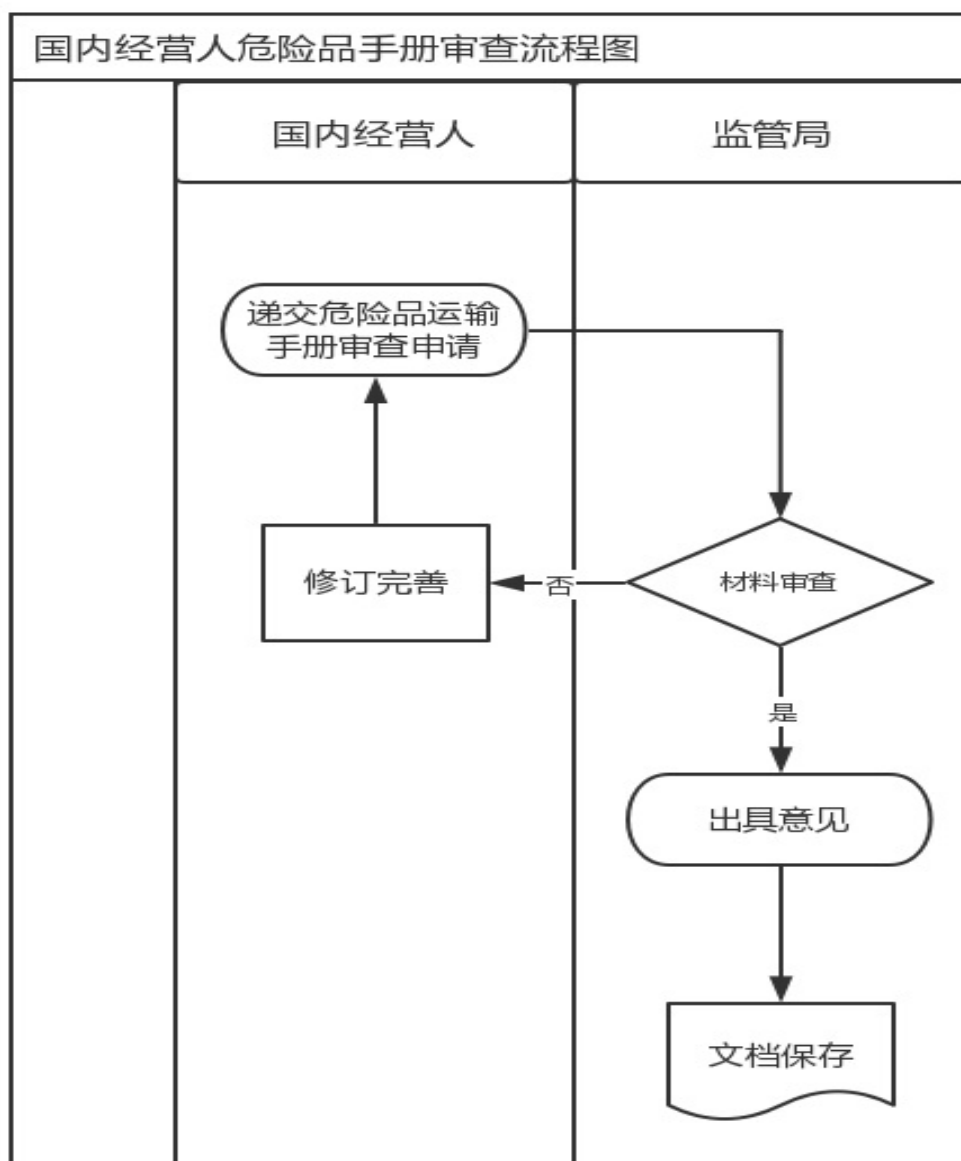 国内经营人危险品手册审查流程图
国内经营人
监管局
递交危险品运输
手册审查申请
修订完善
否
材料审查
是
出具意见
文档保存